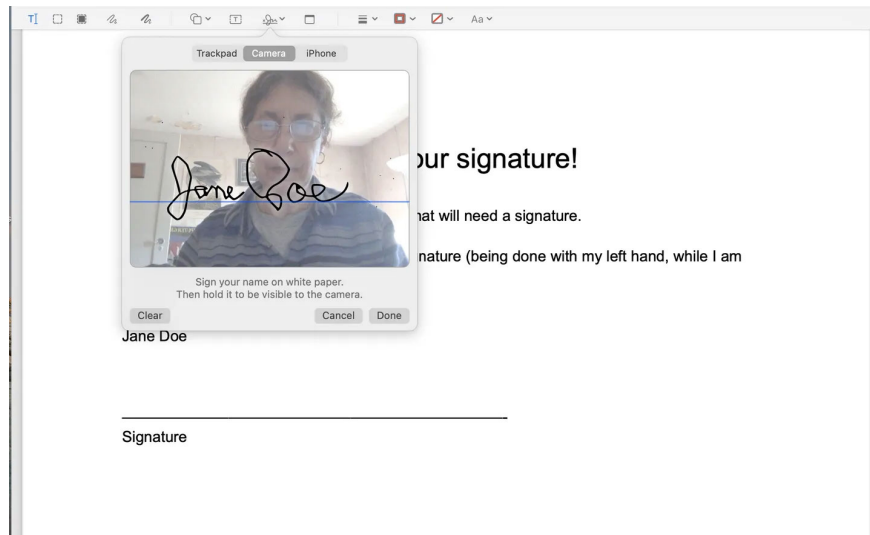 Aa
Trackpad Camera iPhone
Jane Doe
our signature!
hat will need a signature.
nature (being done with my left hand, while I am
Sign your name on white paper.
Then hold it to be visible to the camera.
Clear Cancel Done
Jane Doe
Signature